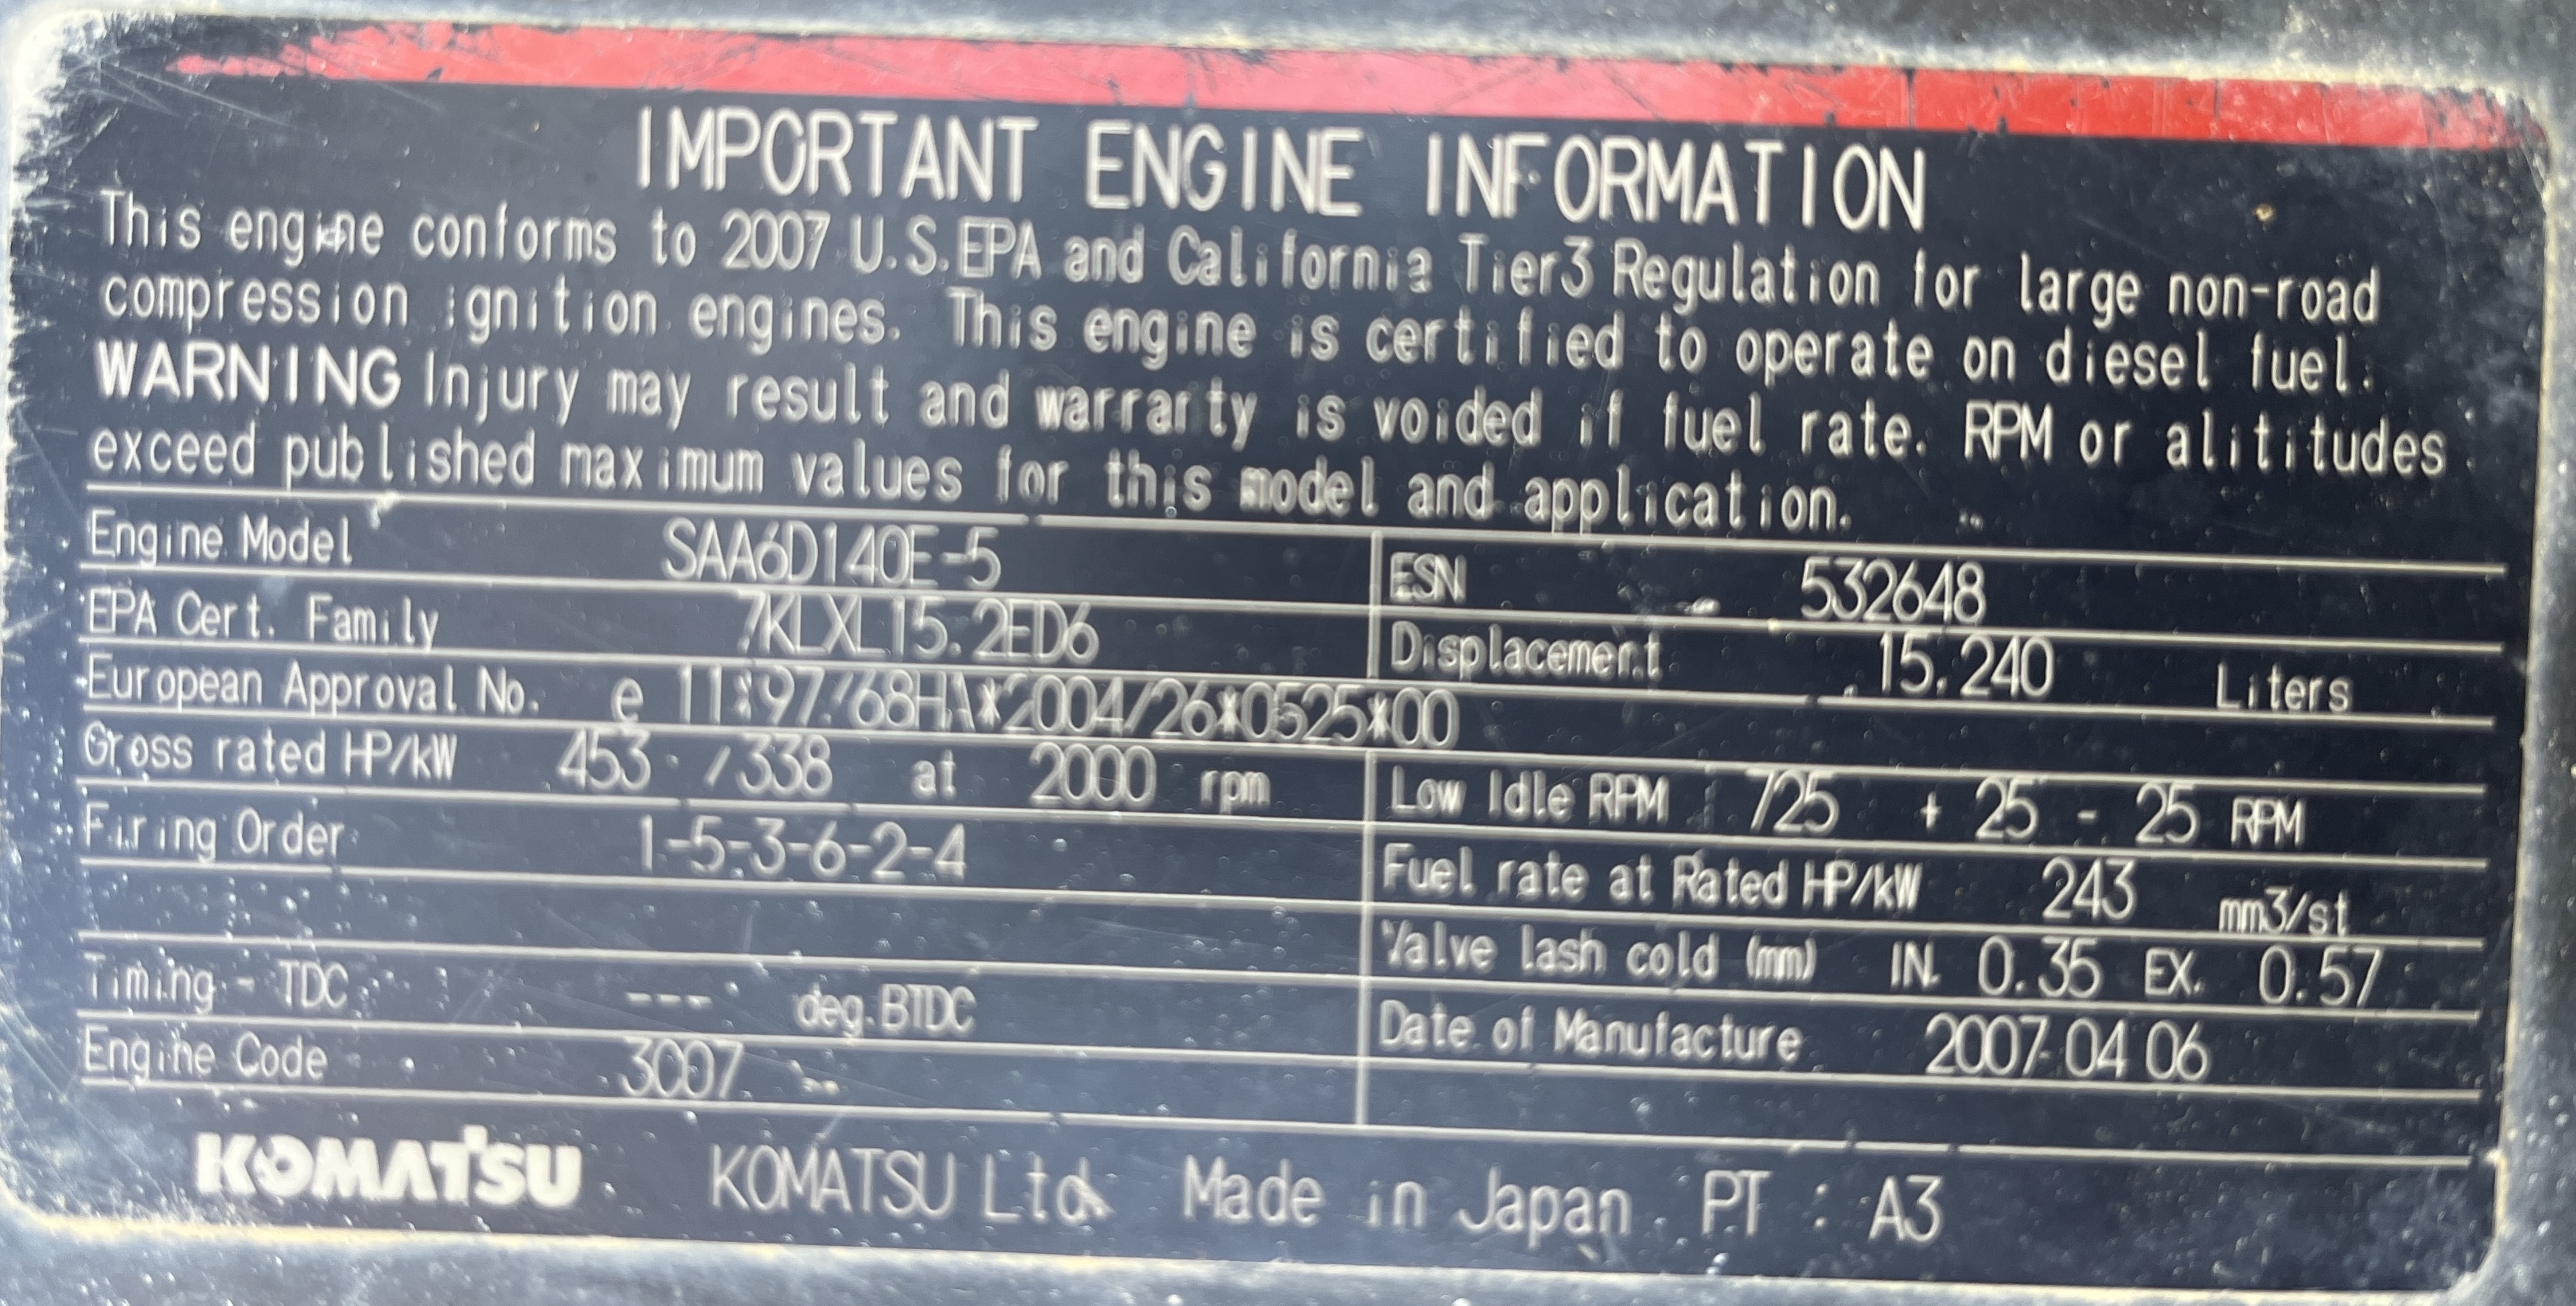 IMPORTANT ENGINE INFORMATION
This engine conforms to 2007 U.S.EPA and California Tier3 Regulation for large non-road
compression ignition engines. This engine is certified to operate on diesel fuel.
WARNING Injury may result and warranty is voided if fuel rate. RPM or alititudes
exceed published maximum values for this model and application.
Engine Model SAA6D140E-5 ESN 532648
EPA Cert. Family 7KLXL15.2ED6 Displacement 15.240 Liters
European Approval No. e 11*97/68HA*2004/26*0525*00
Gross rated HP/kW 453 /338 at 2000 rpm Low Idle RPM 725 + 25 - 25 RPM
Firing Order 1-5-3-6-2-4 Fuel rate at Rated HP/kW 243 mm3/st
Valve lash cold (mm) IN. 0.35 EX. 0.57
Timing - TDC --- deg.BTDC Date of Manufacture 2007 04 06
Engine Code 3007
KOMATSU KOMATSU Ltd. Made in Japan PT : A3